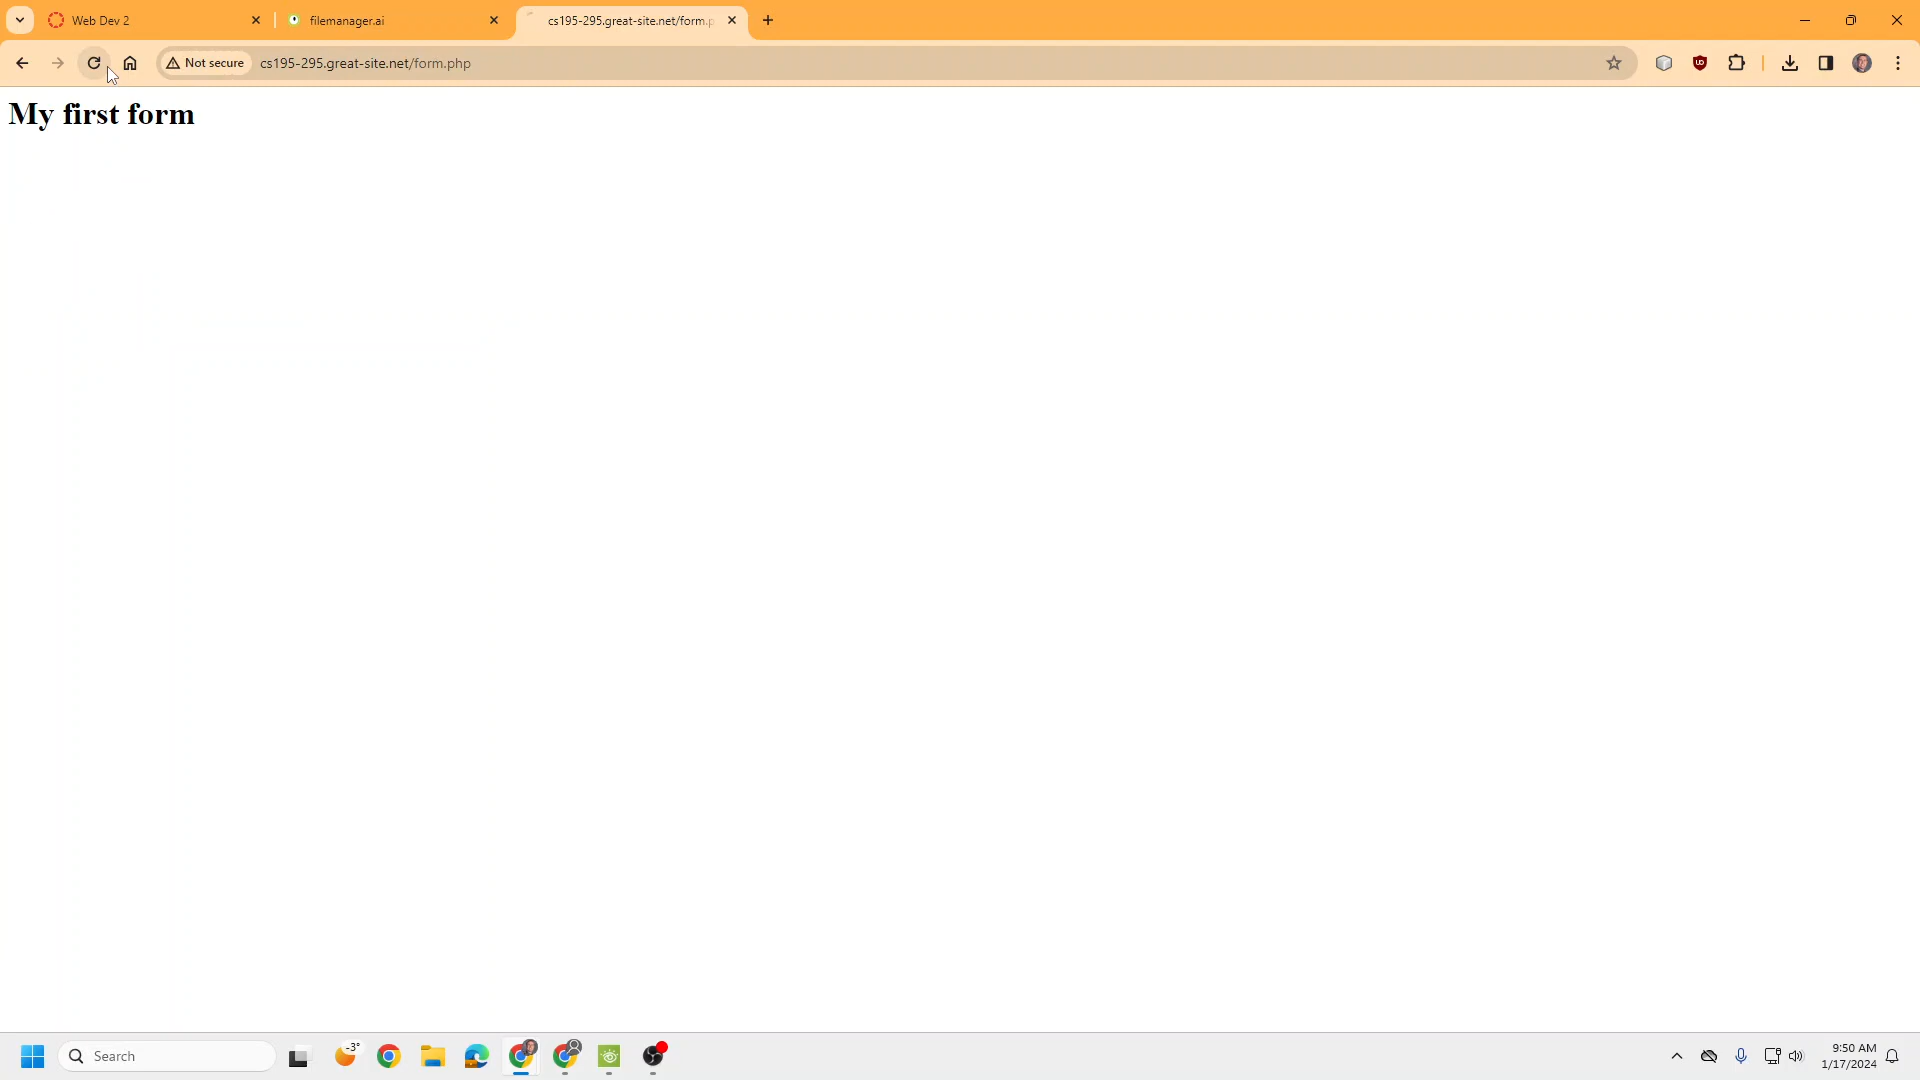 Web Dev 2
filemanager.ai
cs195-295.great-site.net/form.p
Not secure
cs195-295.great-site.net/form.php
My first form
Search
-3°
9:50 AM
1/17/2024